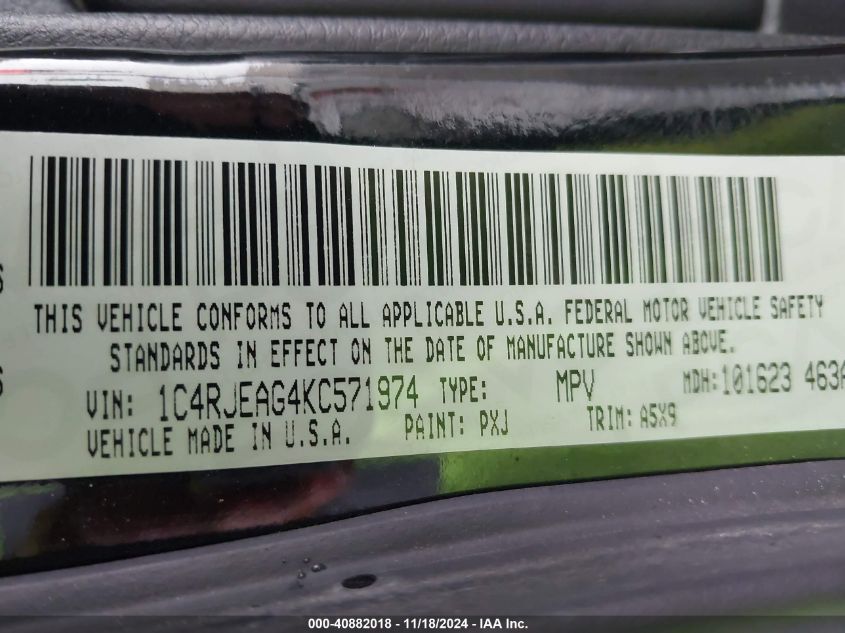 THIS VEHICLE CONFORMS TO ALL APPLICABLE U.S.A. FEDERAL MOTOR VEHICLE SAFETY
STANDARDS IN EFFECT ON THE DATE OF MANUFACTURE SHOWN ABOVE.
VIN: 1C4RJEAG4KC571974 TYPE: MPV MDH:101623 463A
VEHICLE MADE IN U.S.A. PAINT: PXJ TRIM: A5X9
000-40882018 - 11/18/2024 - IAA Inc.